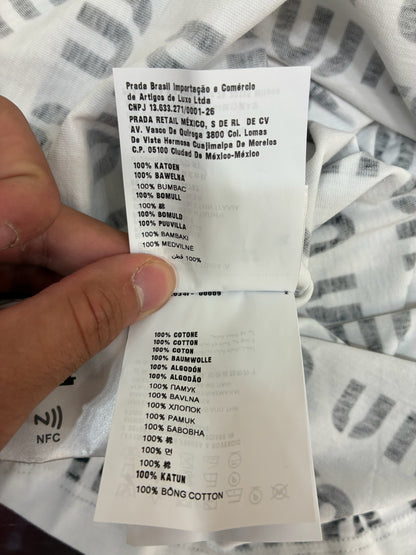 Prada Brasil Importação e Comércio
de Artigos de Luxo Ltda
CNPJ 13.633.271/0001-26
PRADA RETAIL MÉXICO, S DE RL DE CV
AV. Vasco De Quiroga 3800 Col. Lomas
De Vista Hermosa Cuajimalpa De Morelos
C.P. 05100 Ciudad De México-México
100% KATOEN
100% BAWEŁNA
100% BUMBAC
100% BOMULL
100% 綿
100% BOMULD
100% PUUVILLA
100% BAMBAKI
100% MEDVILNĖ
100% قطن
100% COTONE
100% COTTON
100% COTON
100% BAUMWOLLE
100% ALGODÓN
100% ALGODÃO
100% ПАМУК
100% BAVLNA
100% ХЛОПОК
100% PAMUK
100% БАВОВНА
100% 棉
100% 면
100% 棉
100% KATUN
100% BÔNG COTTON
NFC